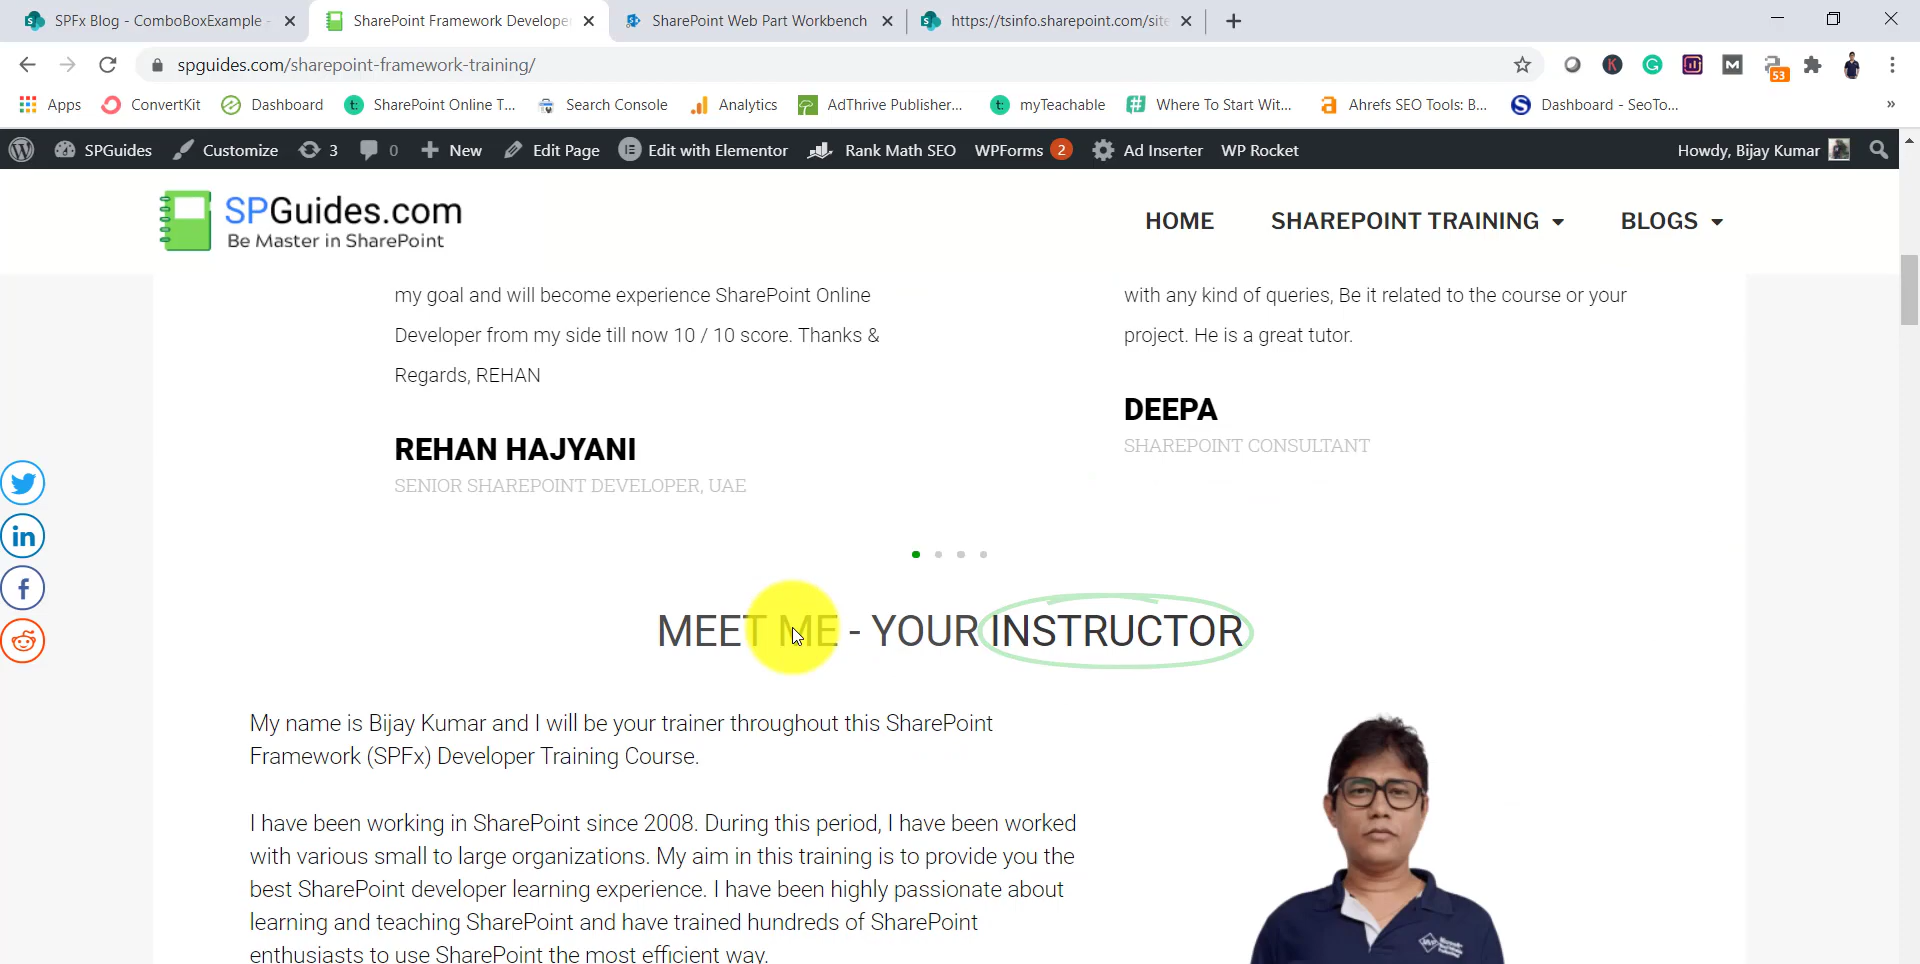 SPFx Blog - ComboBoxExample -
SharePoint Framework Developer
SharePoint Web Part Workbench
https://tsinfo.sharepoint.com/site
spguides.com/sharepoint-framework-training/
53
Apps
ConvertKit
Dashboard
SharePoint Online T...
Search Console
Analytics
AdThrive Publisher...
myTeachable
Where To Start Wit...
Ahrefs SEO Tools: B...
Dashboard - SeoTo...
»
SPGuides
Customize
3
0
New
Edit Page
Edit with Elementor
Rank Math SEO
WPForms 2
Ad Inserter
WP Rocket
Howdy, Bijay Kumar
SPGuides.com
Be Master in SharePoint
HOME
SHAREPOINT TRAINING
BLOGS
my goal and will become experience SharePoint Online
Developer from my side till now 10 / 10 score. Thanks &
Regards, REHAN
REHAN HAJYANI
SENIOR SHAREPOINT DEVELOPER, UAE
with any kind of queries, Be it related to the course or your
project. He is a great tutor.
DEEPA
SHAREPOINT CONSULTANT
MEET ME - YOUR INSTRUCTOR
My name is Bijay Kumar and I will be your trainer throughout this SharePoint
Framework (SPFx) Developer Training Course.
I have been working in SharePoint since 2008. During this period, I have been worked
with various small to large organizations. My aim in this training is to provide you the
best SharePoint developer learning experience. I have been highly passionate about
learning and teaching SharePoint and have trained hundreds of SharePoint
enthusiasts to use SharePoint the most efficient way.